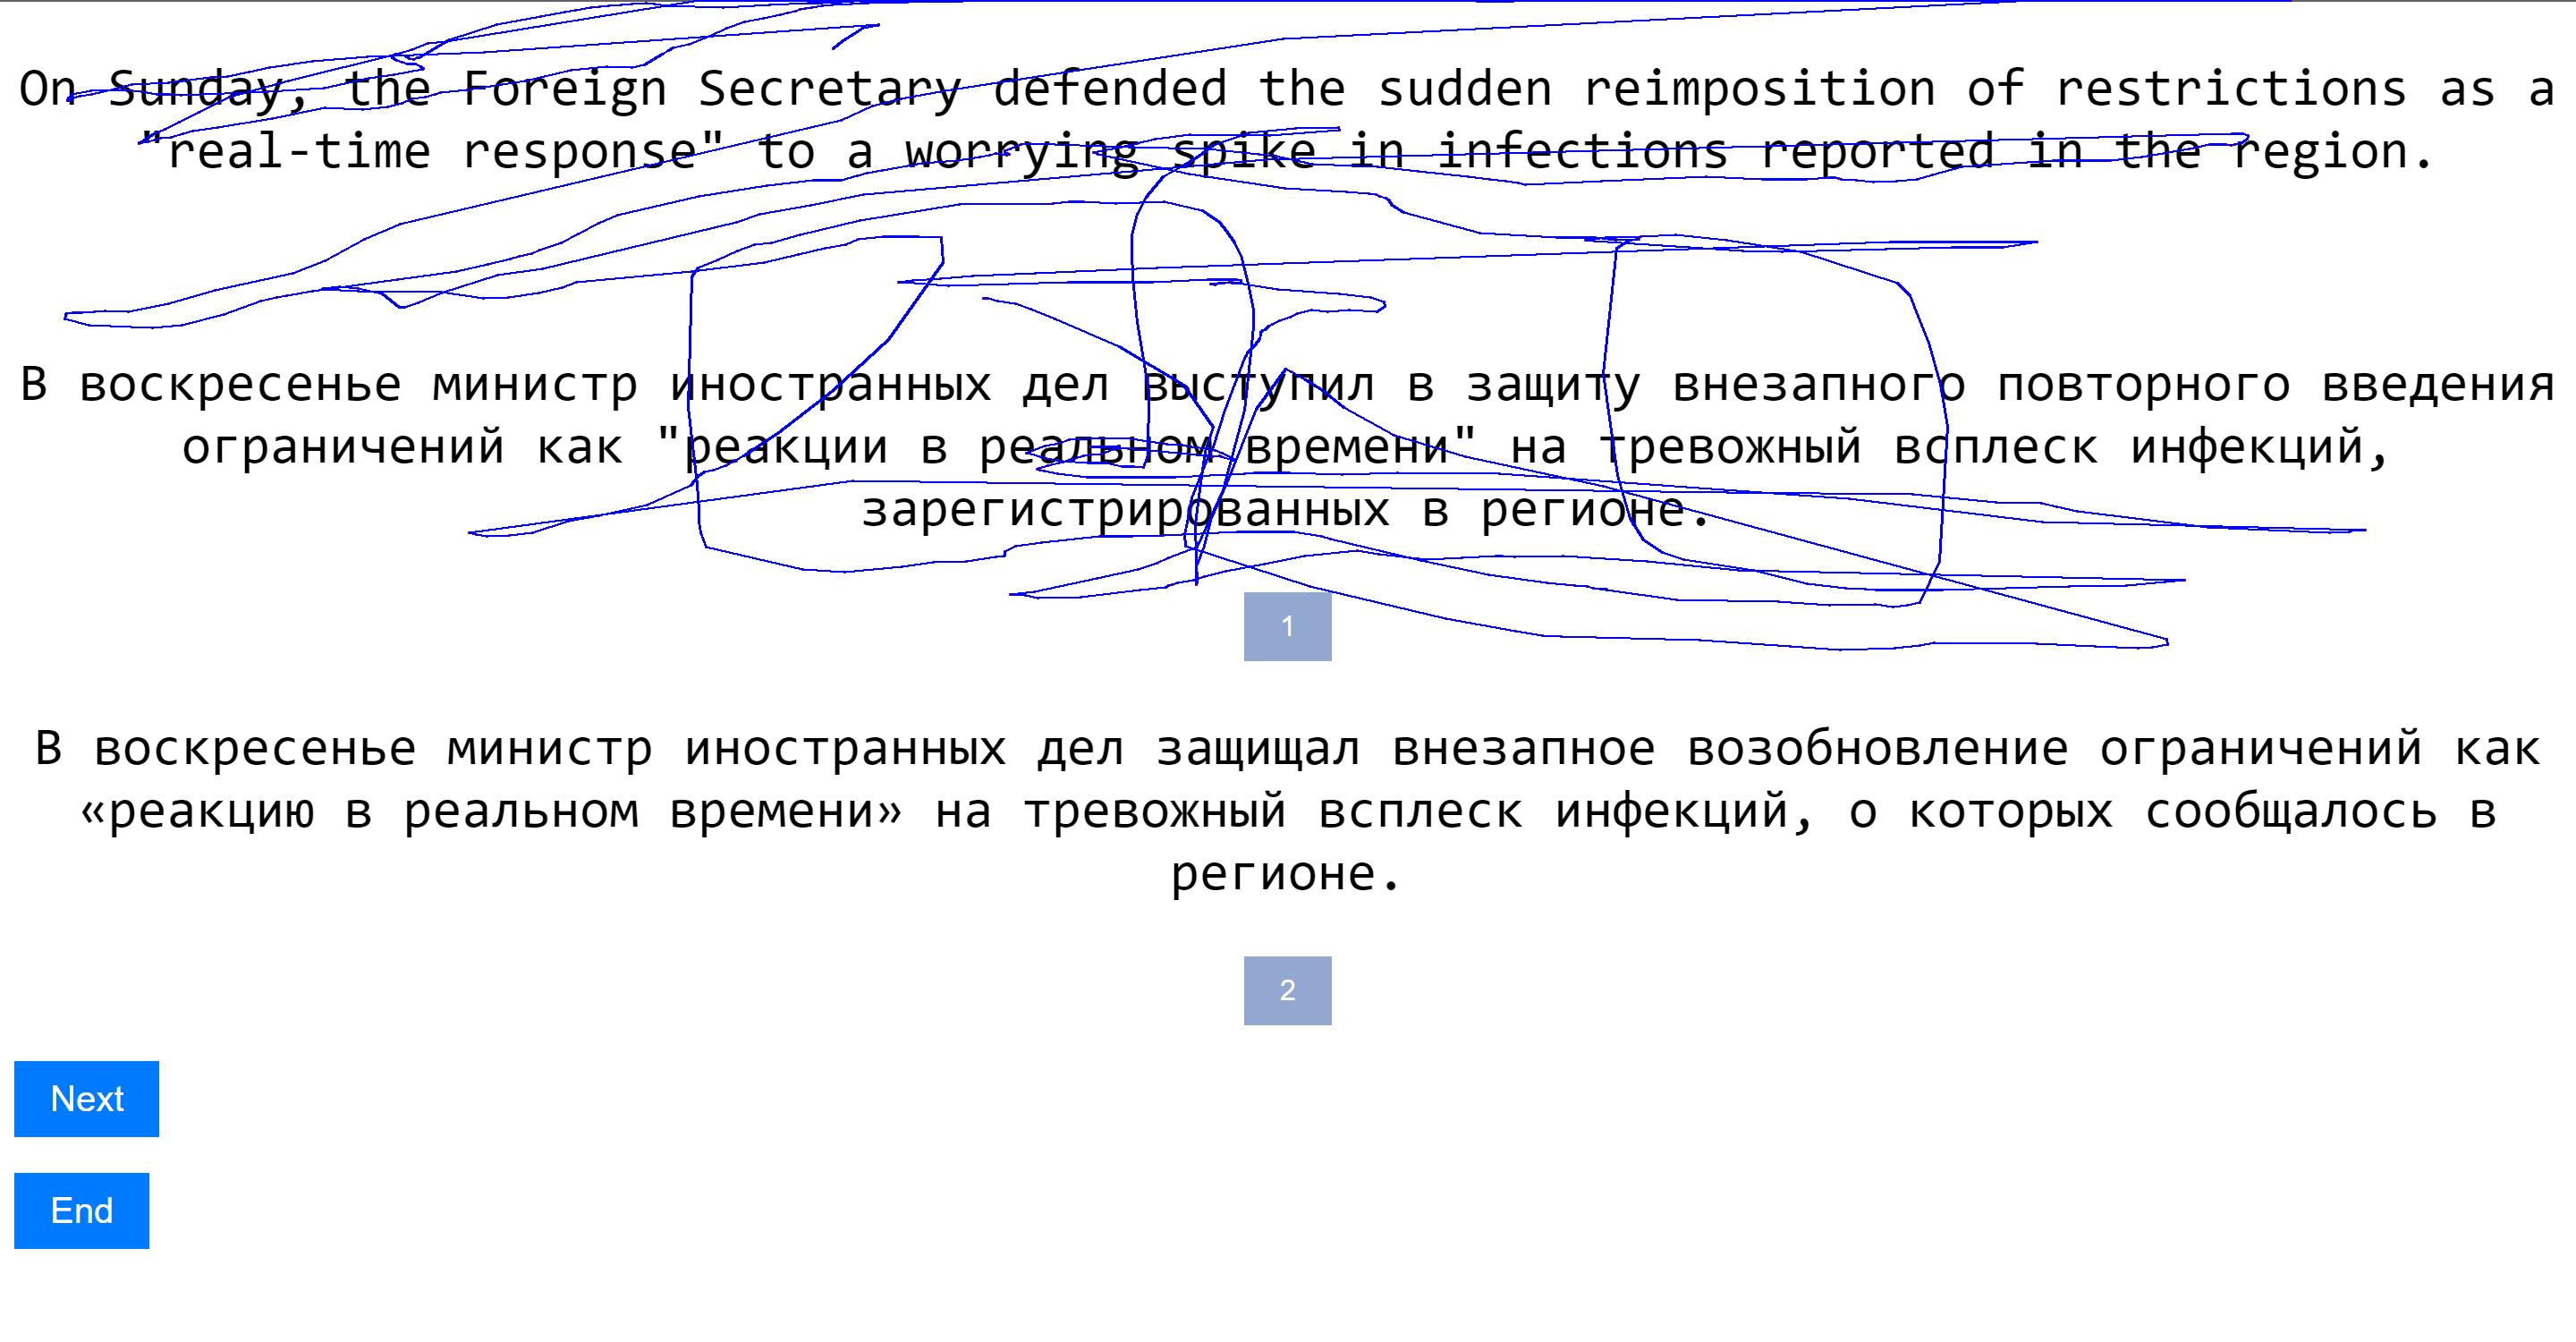 On Sunday, the Foreign Secretary defended the sudden reimposition of restrictions as a
"real-time response" to a worrying spike in infections reported in the region.
В воскресенье министр иностранных дел выступил в защиту внезапного повторного введения
ограничений как "реакции в реальном времени" на тревожный всплеск инфекций,
зарегистрированных в регионе.
1
В воскресенье министр иностранных дел защищал внезапное возобновление ограничений как
«реакцию в реальном времени» на тревожный всплеск инфекций, о которых сообщалось в
регионе.
2
Next
End